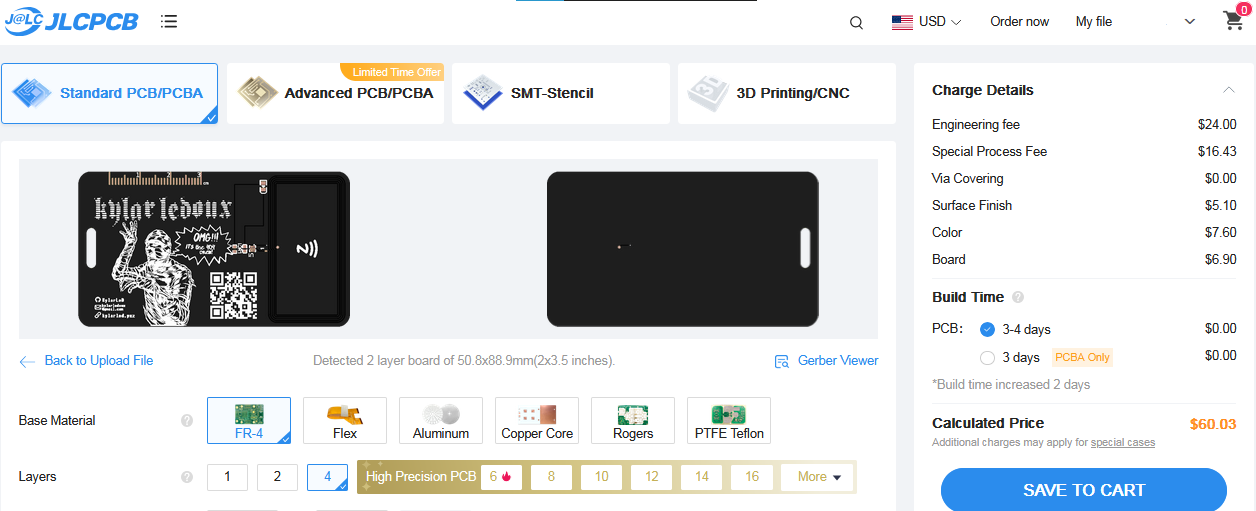 J@LC JLCPCB
USD
Order now
My file
0
Standard PCB/PCBA
Limited Time Offer
Advanced PCB/PCBA
SMT-Stencil
3D Printing/CNC
kylar ledoux
OMG!!!
Back to Upload File
Detected 2 layer board of 50.8x88.9mm(2x3.5 inches).
Gerber Viewer
Base Material
FR-4
Flex
Aluminum
Copper Core
Rogers
PTFE Teflon
Layers
1
2
4
High Precision PCB
6
8
10
12
14
16
More
Charge Details
Engineering fee $24.00
Special Process Fee $16.43
Via Covering $0.00
Surface Finish $5.10
Color $7.60
Board $6.90
Build Time
PCB: 3-4 days $0.00
3 days PCBA Only $0.00
*Build time increased 2 days
Calculated Price $60.03
Additional charges may apply for special cases
SAVE TO CART